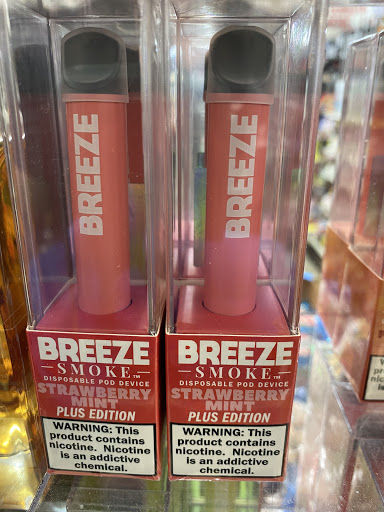 BREEZE
BREEZE
BREEZE
SMOKE™
DISPOSABLE POD DEVICE
STRAWBERRY
MINT
PLUS EDITION
WARNING: This
product contains
nicotine. Nicotine
is an addictive
chemical.
BREEZE
SMOKE™
DISPOSABLE POD DEVICE
STRAWBERRY
MINT
PLUS EDITION
WARNING: This
product contains
nicotine. Nicotine
is an addictive
chemical.